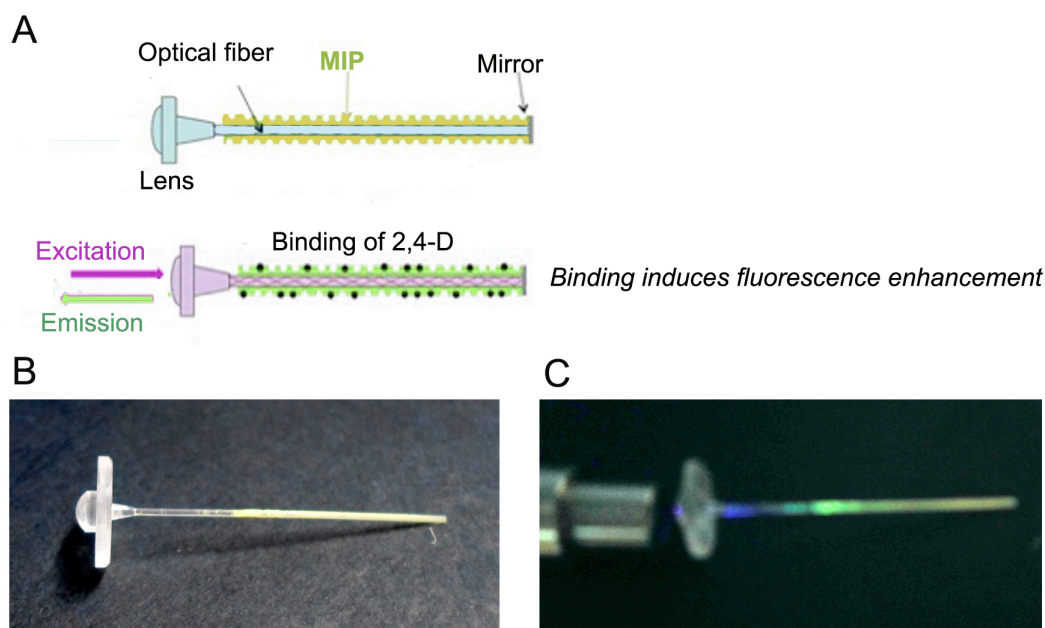 A
Optical fiber
MIP
Mirror
Lens
Excitation
Binding of 2,4-D
Binding induces fluorescence enhancement
Emission
B
C